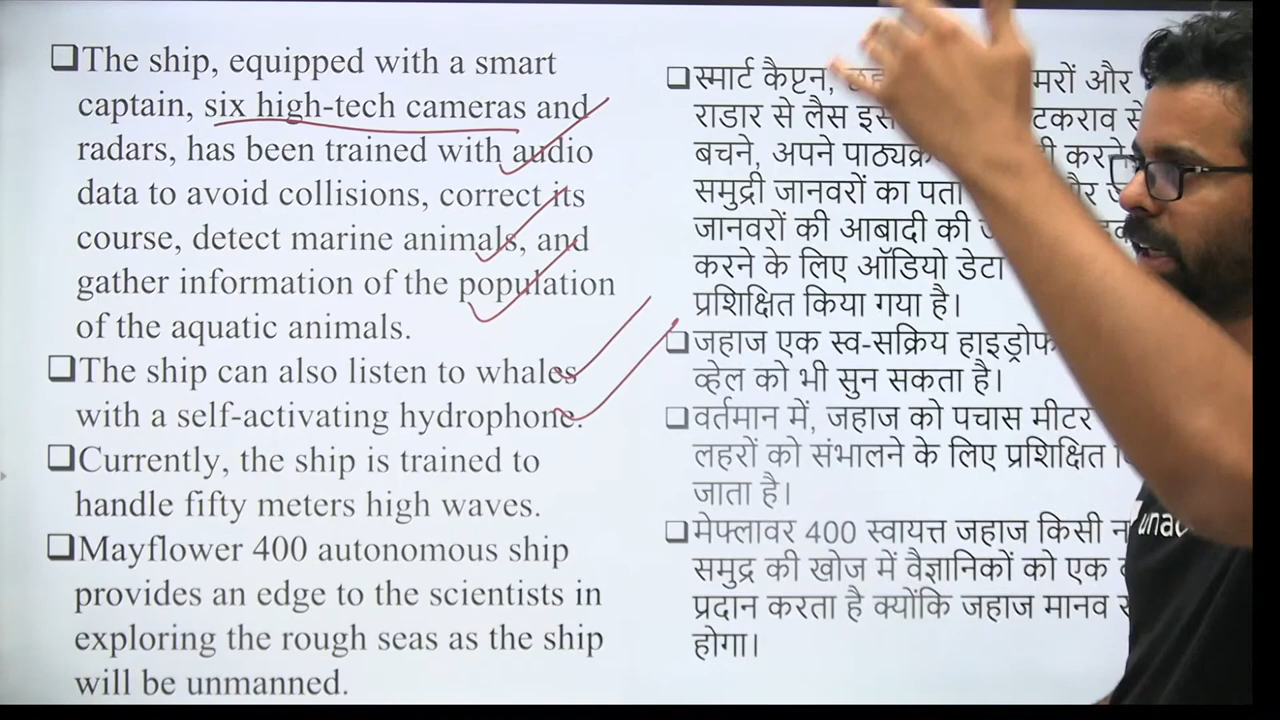 ❑The ship, equipped with a smart
captain, six high-tech cameras and
radars, has been trained with audio
data to avoid collisions, correct its
course, detect marine animals, and
gather information of the population
of the aquatic animals.
❑The ship can also listen to whales
with a self-activating hydrophone.
❑Currently, the ship is trained to
handle fifty meters high waves.
❑Mayflower 400 autonomous ship
provides an edge to the scientists in
exploring the rough seas as the ship
will be unmanned.
❑स्मार्ट कैप्टन, और
राडार से लैस टकराव से
बचने, अपने
समुद्री जानवरों का पता
जानवरों की आबादी की
करने के लिए ऑडियो डेटा
प्रशिक्षित किया गया है।
❑जहाज एक स्व-सक्रिय
व्हेल को भी सुन सकता है।
❑वर्तमान में, जहाज को पचास मीटर
लहरों को संभालने के लिए प्रशिक्षित
जाता है।
❑मेफ्लावर 400 स्वायत्त जहाज किसी
समुद्र की खोज में वैज्ञानिकों को एक
प्रदान करता है क्योंकि जहाज मानव
होगा।